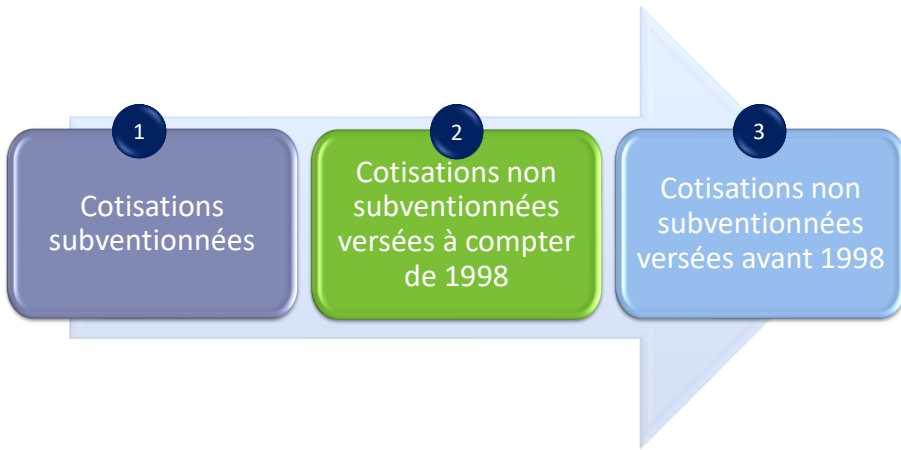 1
Cotisations
subventionnées
2
Cotisations non
subventionnées
versées à compter
de 1998
3
Cotisations non
subventionnées
versées avant 1998